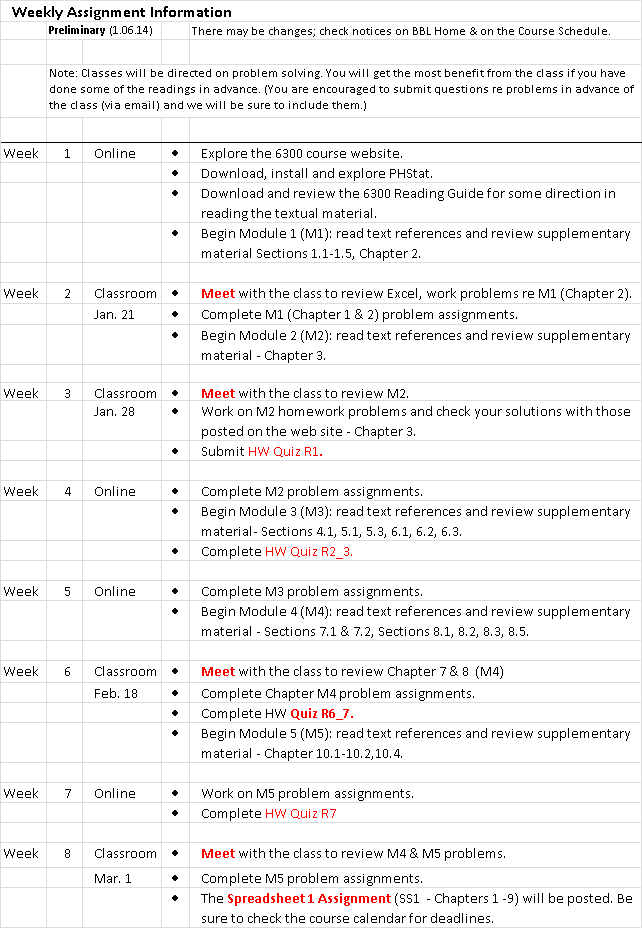 Weekly Assignment Information
Preliminary (1.06.14) There may be changes; check notices on BBL Home & on the Course Schedule.
Note: Classes will be directed on problem solving. You will get the most benefit from the class if you have
done some of the readings in advance. (You are encouraged to submit questions re problems in advance of
the class (via email) and we will be sure to include them.)
Week 1 Online • Explore the 6300 course website.
• Download, install and explore PHStat.
• Download and review the 6300 Reading Guide for some direction in
reading the textual material.
• Begin Module 1 (M1): read text references and review supplementary
material Sections 1.1-1.5, Chapter 2.
Week 2 Classroom • Meet with the class to review Excel, work problems re M1 (Chapter 2).
Jan. 21 • Complete M1 (Chapter 1 & 2) problem assignments.
• Begin Module 2 (M2): read text references and review supplementary
material - Chapter 3.
Week 3 Classroom • Meet with the class to review M2.
Jan. 28 • Work on M2 homework problems and check your solutions with those
posted on the web site - Chapter 3.
• Submit HW Quiz R1.
Week 4 Online • Complete M2 problem assignments.
• Begin Module 3 (M3): read text references and review supplementary
material- Sections 4.1, 5.1, 5.3, 6.1, 6.2, 6.3.
• Complete HW Quiz R2_3.
Week 5 Online • Complete M3 problem assignments.
• Begin Module 4 (M4): read text references and review supplementary
material - Sections 7.1 & 7.2, Sections 8.1, 8.2, 8.3, 8.5.
Week 6 Classroom • Meet with the class to review Chapter 7 & 8 (M4)
Feb. 18 • Complete Chapter M4 problem assignments.
• Complete HW Quiz R6_7.
• Begin Module 5 (M5): read text references and review supplementary
material - Chapter 10.1-10.2,10.4.
Week 7 Online • Work on M5 problem assignments.
• Complete HW Quiz R7
Week 8 Classroom • Meet with the class to review M4 & M5 problems.
Mar. 1 • Complete M5 problem assignments.
• The Spreadsheet1 Assignment (SS1 - Chapters 1 -9) will be posted. Be
sure to check the course calendar for deadlines.